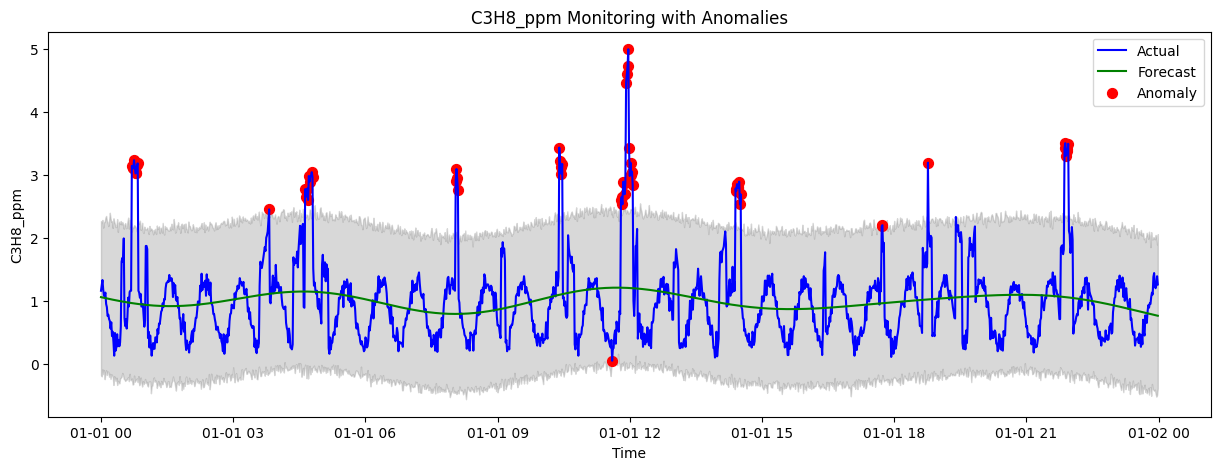 C3H8_ppm Monitoring with Anomalies
Actual
Forecast
Anomaly
C3H8_ppm
5
4
3
2
1
0
01-01 00
01-01 03
01-01 06
01-01 09
01-01 12
01-01 15
01-01 18
01-01 21
01-02 00
Time